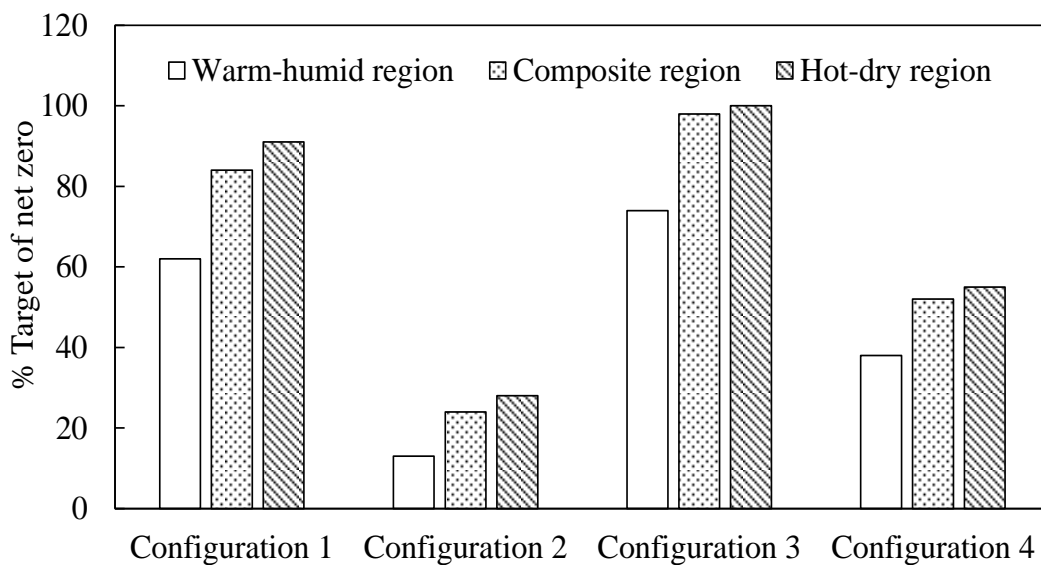 120
Warm-humid region Composite region Hot-dry region
100
80
60
40
20
0
% Target of net zero
Configuration 1 Configuration 2 Configuration 3 Configuration 4